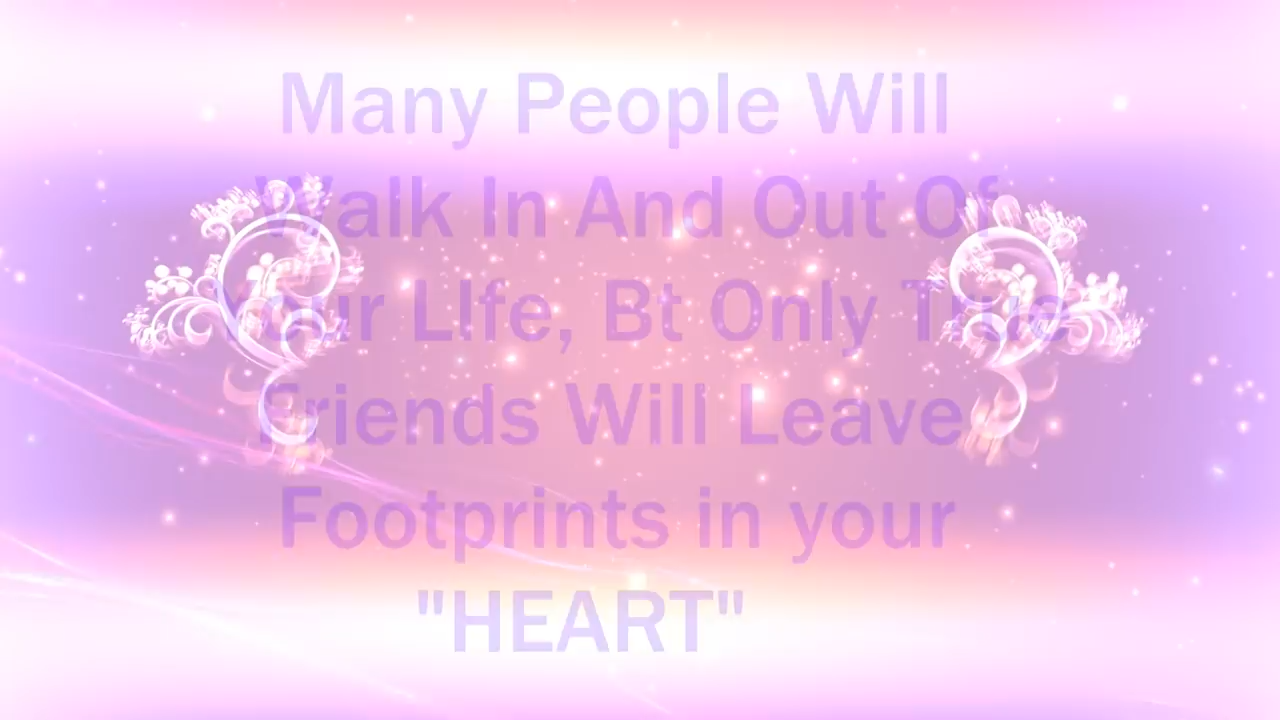 Many People Will
Walk In And Out Of
Your LIfe, Bt Only True
Friends Will Leave
Footprints in your
"HEART"